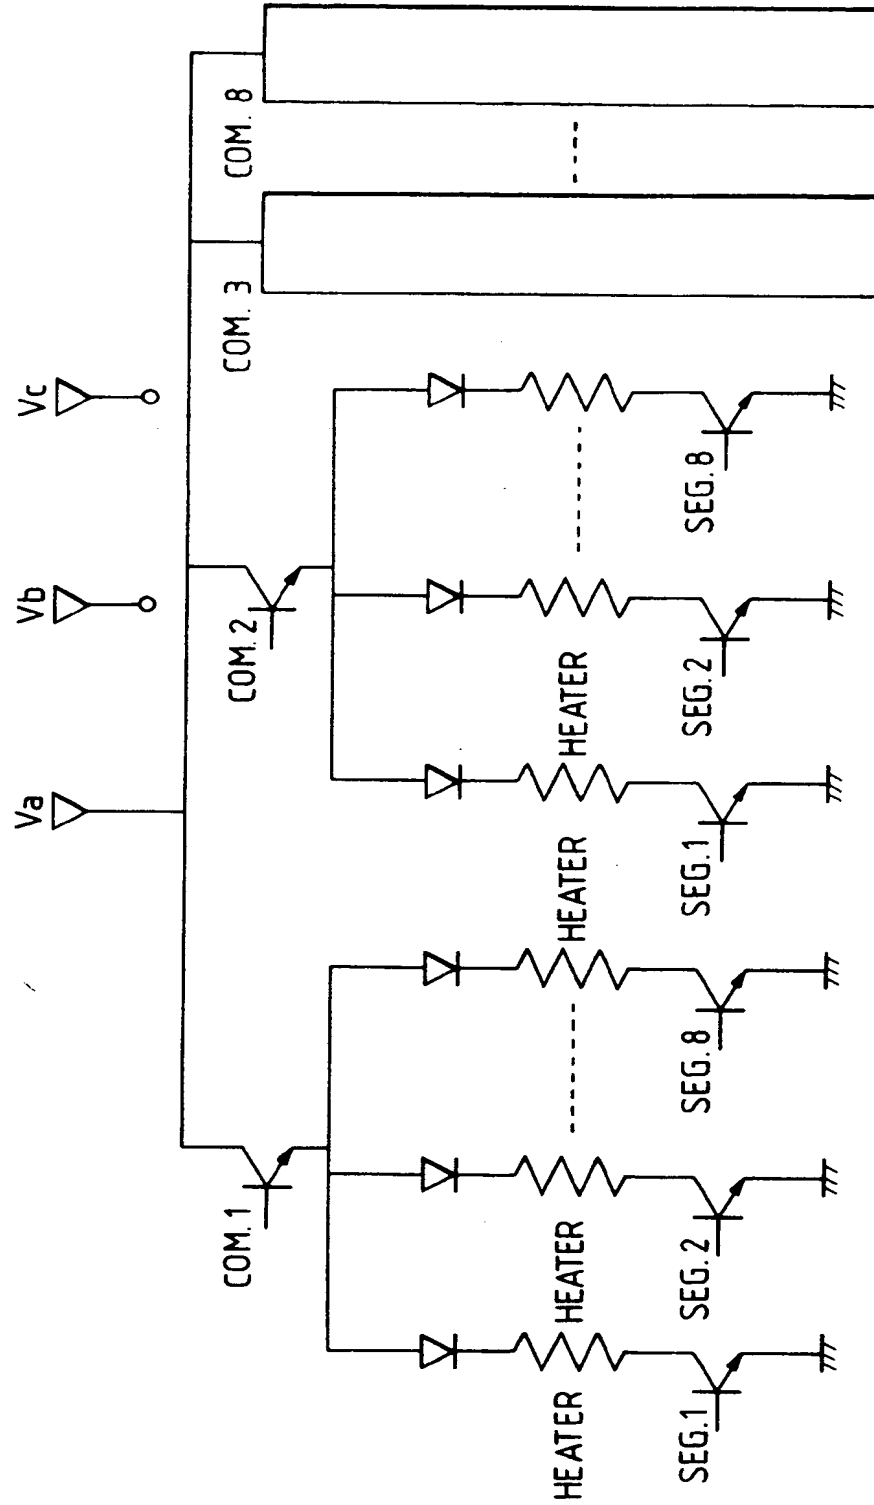 Va
Vb
Vc
COM. 1
COM. 2
COM. 3
COM. 8
HEATER
HEATER
HEATER
HEATER
SEG. 1
SEG. 2
SEG. 8
SEG. 1
SEG. 2
SEG. 8